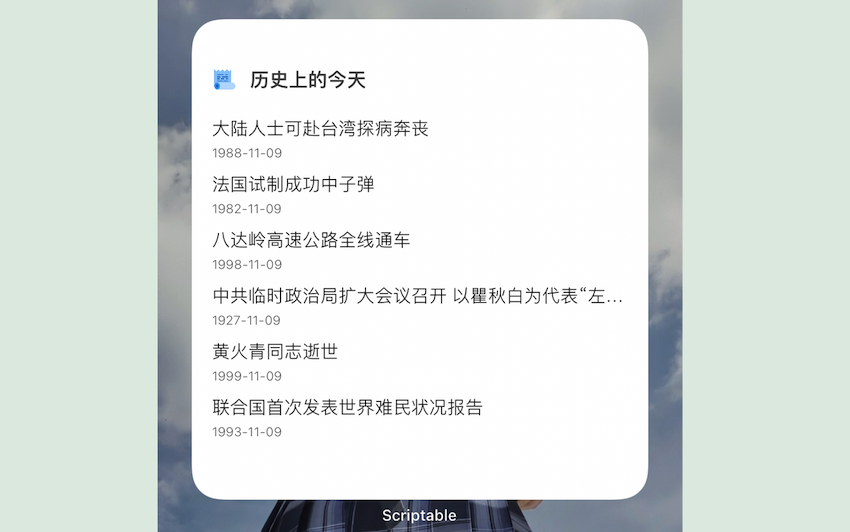 历史上的今天
大陆人士可赴台湾探病奔丧
1988-11-09
法国试制成功中子弹
1982-11-09
八达岭高速公路全线通车
1998-11-09
中共临时政治局扩大会议召开 以瞿秋白为代表“左...
1927-11-09
黄火青同志逝世
1999-11-09
联合国首次发表世界难民状况报告
1993-11-09
Scriptable